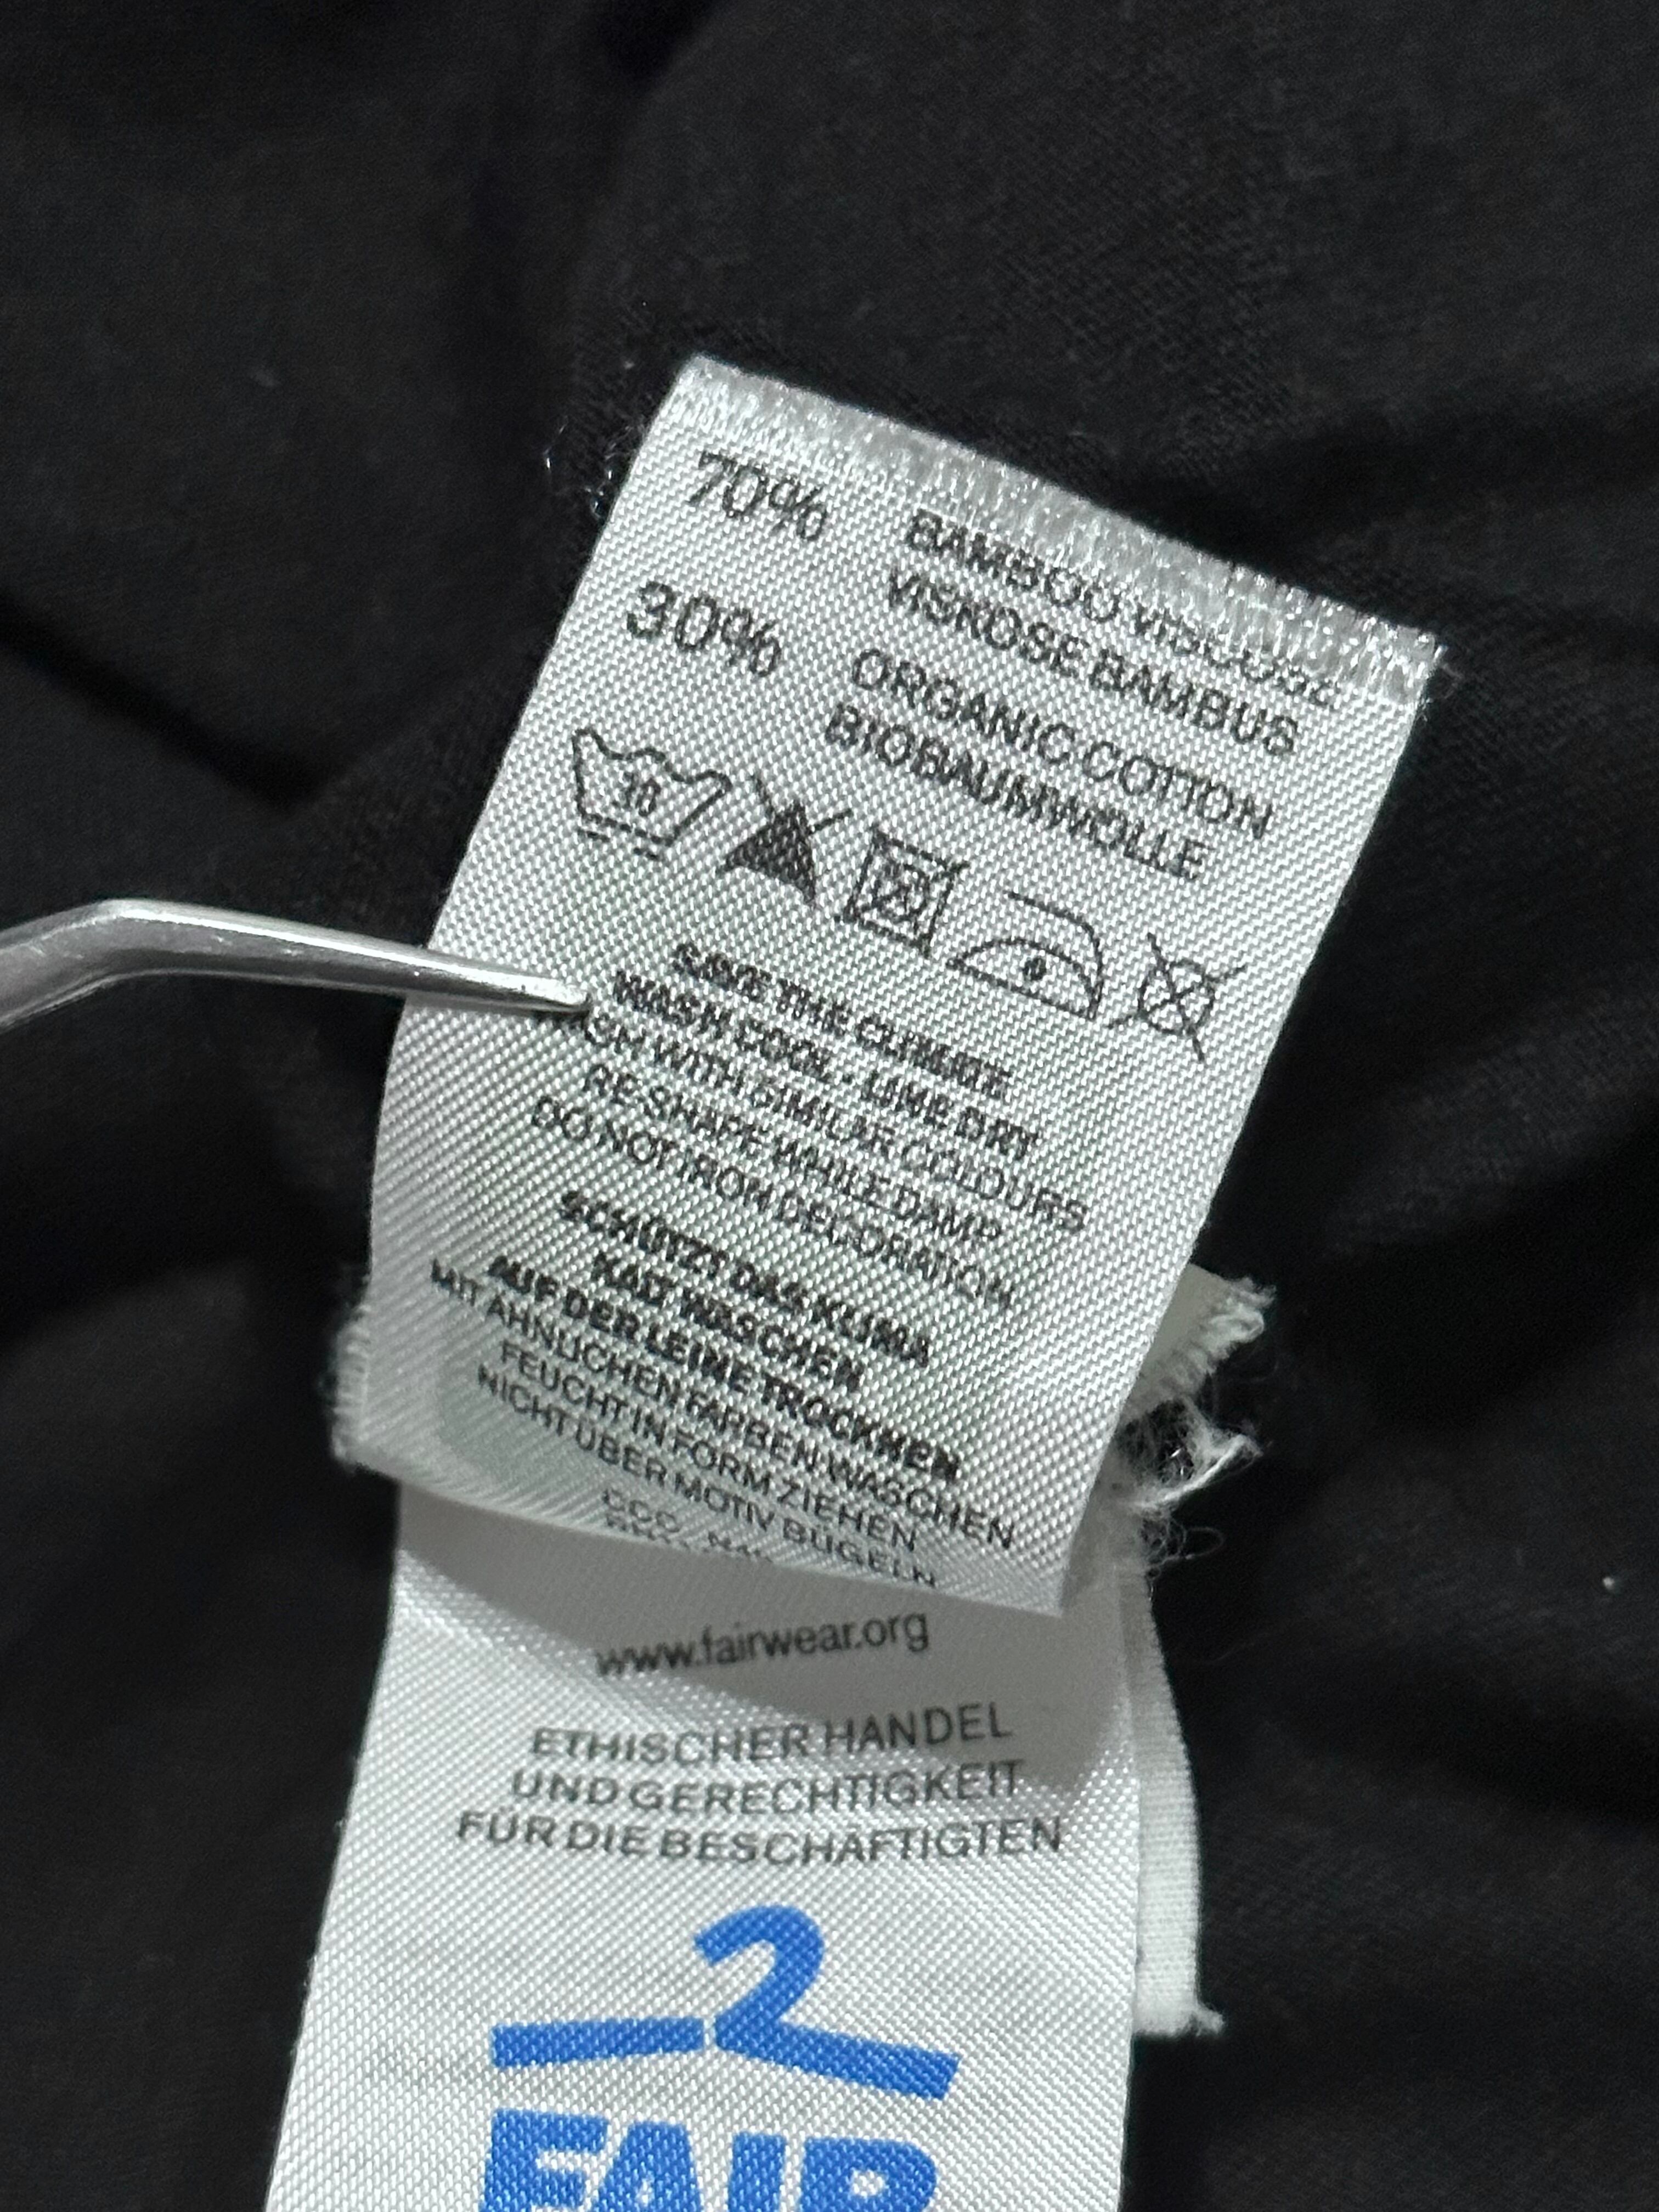 70% BAMBOO VISCOSE
VISKOSE BAMBUS
30% ORGANIC COTTON
BIOBAUMWOLLE
30
SAVE THE CLIMATE
WASH COOL - LINE DRY
WITH SIMILAR COLOURS
RE-SHAPE WHILE DAMP
DO NOT IRON DECORATION
SCHÜTZT DAS KLIMA
KALT WASCHEN
AUF DER LEINE TROCKNEN
MIT ÄHNLICHEN FARBEN WASCHEN
FEUCHT IN FORM ZIEHEN
NICHT ÜBER MOTIV BÜGELN
www.fairwear.org
ETHISCHER HANDEL
UND GERECHTIGKEIT
FÜR DIE BESCHÄFTIGTEN
FAIR